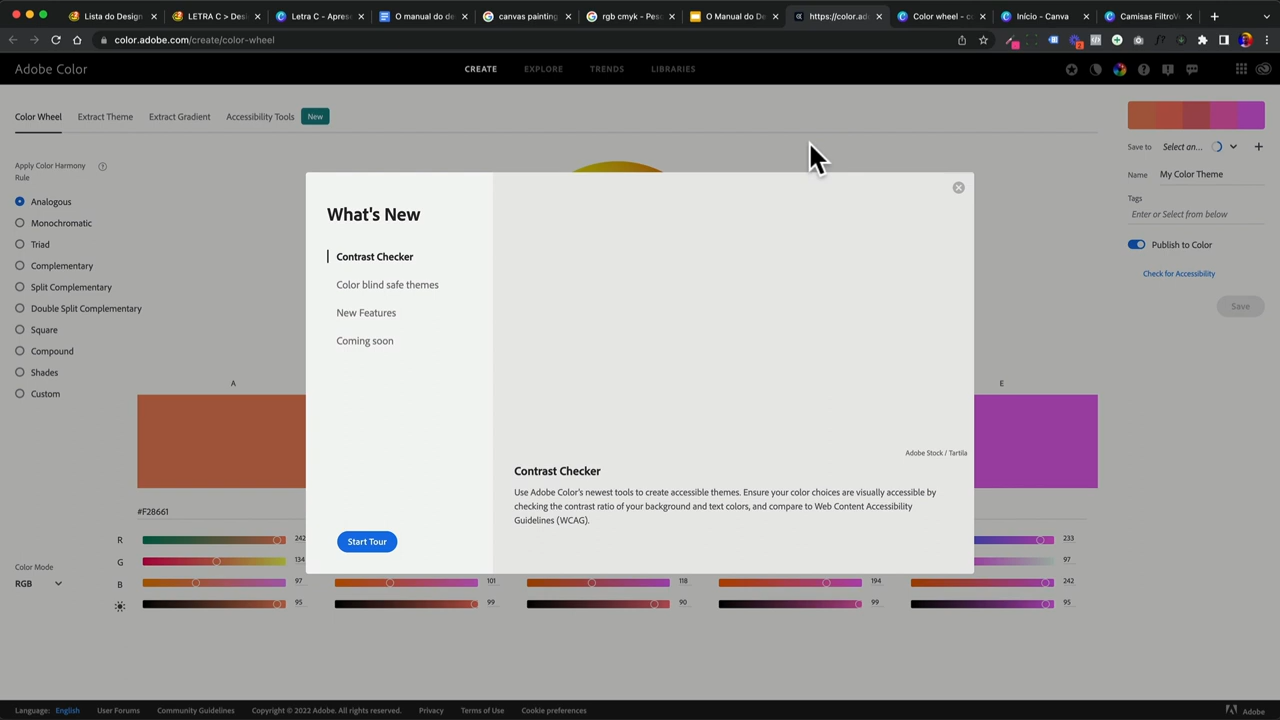 Lista do Design
LETRA C > Desi
Letra C - Apres
O manual do de
canvas painting
rgb cmyk - Pes
O Manual do De
https://color.ad
Color wheel - c
Início - Canva
Camisas FiltroV
color.adobe.com/create/color-wheel
Adobe Color
CREATE
EXPLORE
TRENDS
LIBRARIES
Color Wheel
Extract Theme
Extract Gradient
Accessibility Tools
New
Apply Color Harmony
Rule
Analogous
Monochromatic
Triad
Complementary
Split Complementary
Double Split Complementary
Square
Compound
Shades
Custom
What's New
Contrast Checker
Color blind safe themes
New Features
Coming soon
Start Tour
Adobe Stock / Tartila
Contrast Checker
Use Adobe Color's newest tools to create accessible themes. Ensure your color choices are visually accessible by
checking the contrast ratio of your background and text colors, and compare to Web Content Accessibility
Guidelines (WCAG).
Save to
Select an...
Name
My Color Theme
Tags
Enter or Select from below
Publish to Color
Check for Accessibility
Save
A
E
#F28661
Color Mode
RGB
R
242
233
G
134
97
B
97
101
118
194
242
95
99
90
99
95
Language:
English
User Forums
Community Guidelines
Copyright © 2022 Adobe. All rights reserved.
Privacy
Terms of Use
Cookie preferences
Adobe